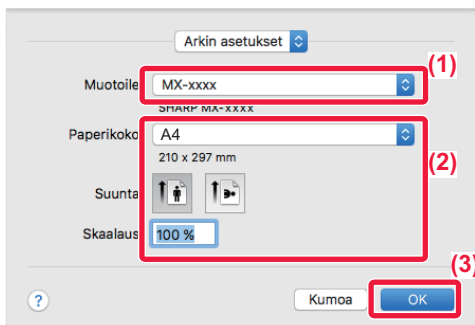 Arkin asetukset
(1)
Muotoile MX-xxxx
SHARP MX-xxxx
Paperikoko A4
210 x 297 mm
(2)
Suunta
Skaalaus 100 %
(3)
? Kumoa OK